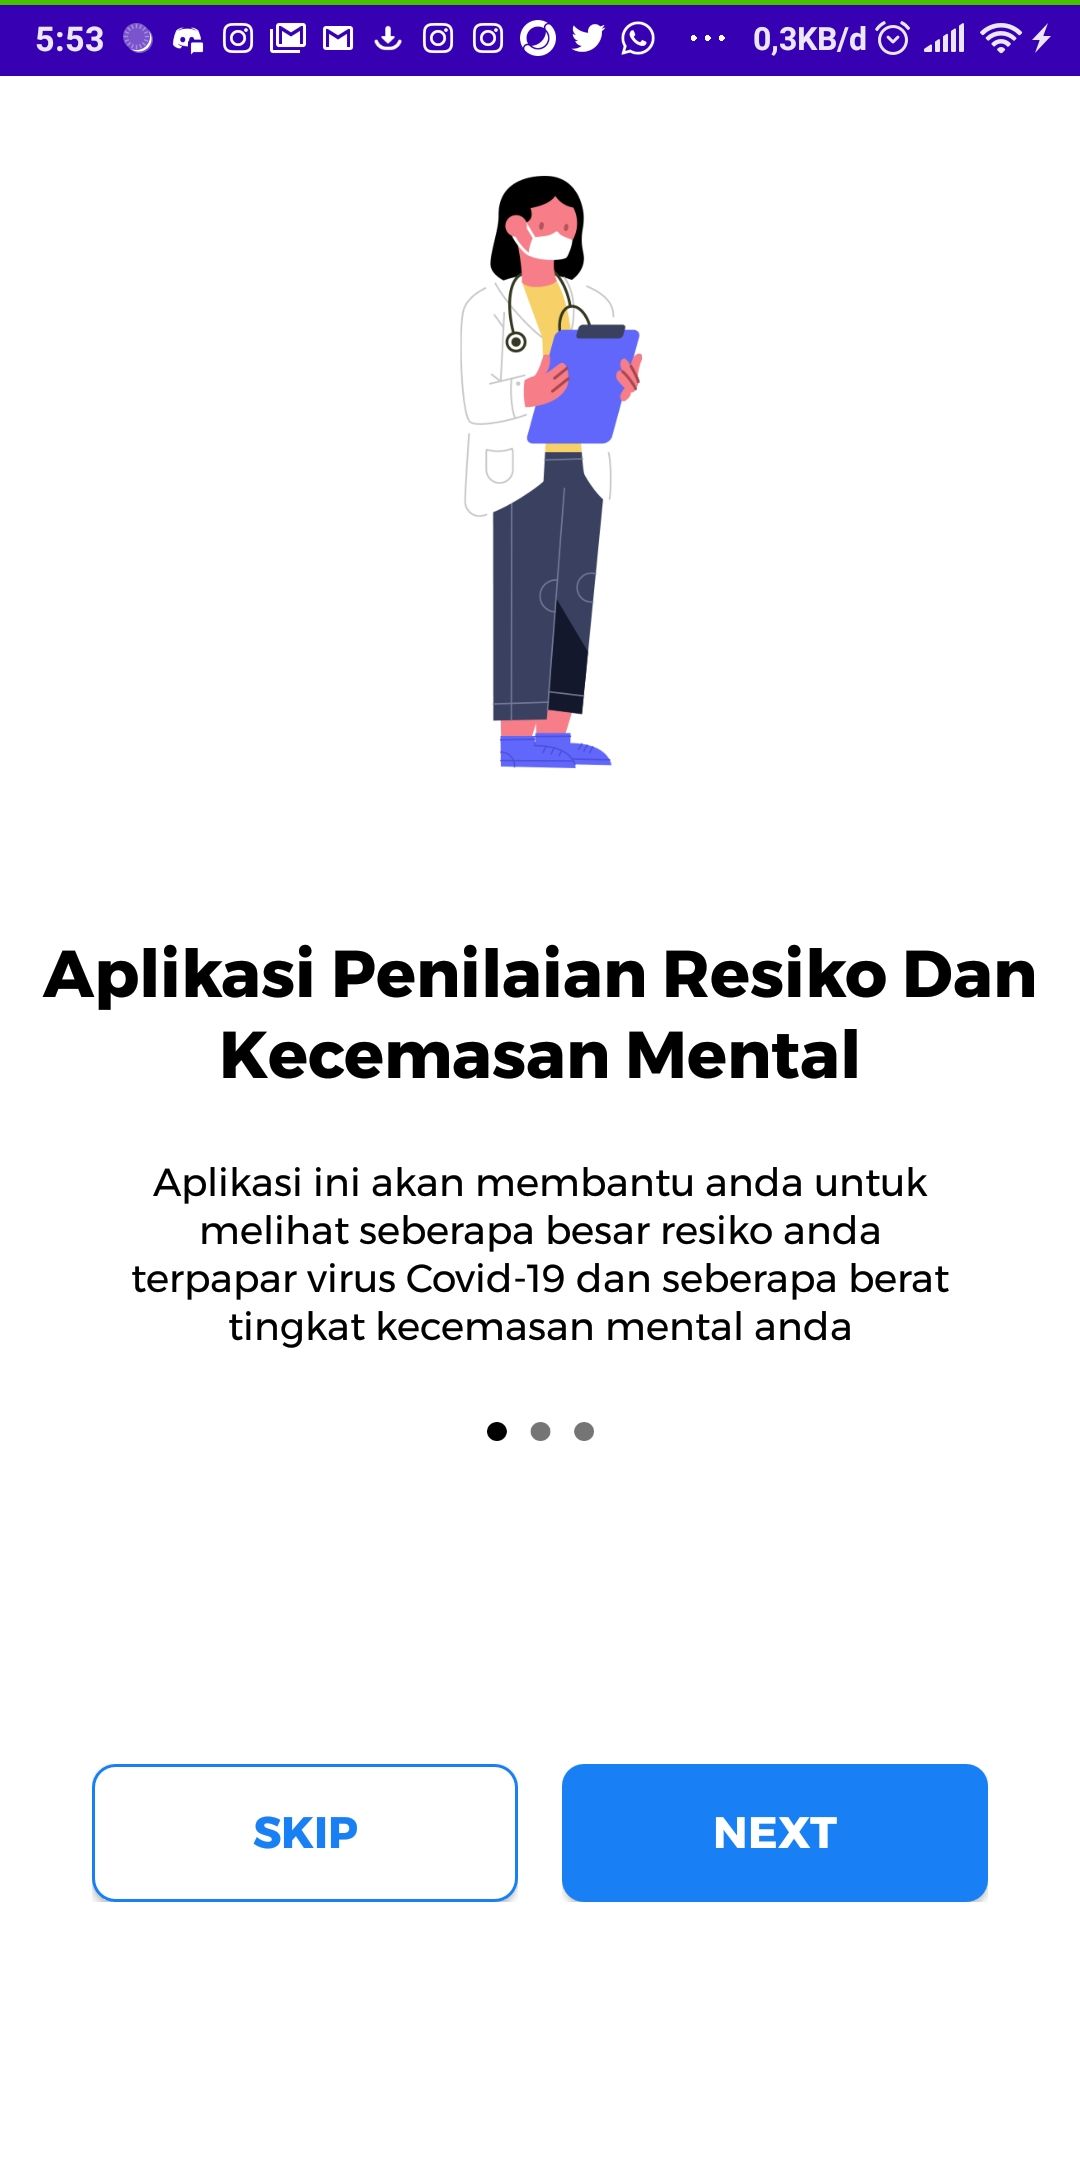 5:53 0,3KB/d
Aplikasi Penilaian Resiko Dan
Kecemasan Mental
Aplikasi ini akan membantu anda untuk
melihat seberapa besar resiko anda
terpapar virus Covid-19 dan seberapa berat
tingkat kecemasan mental anda
SKIP NEXT